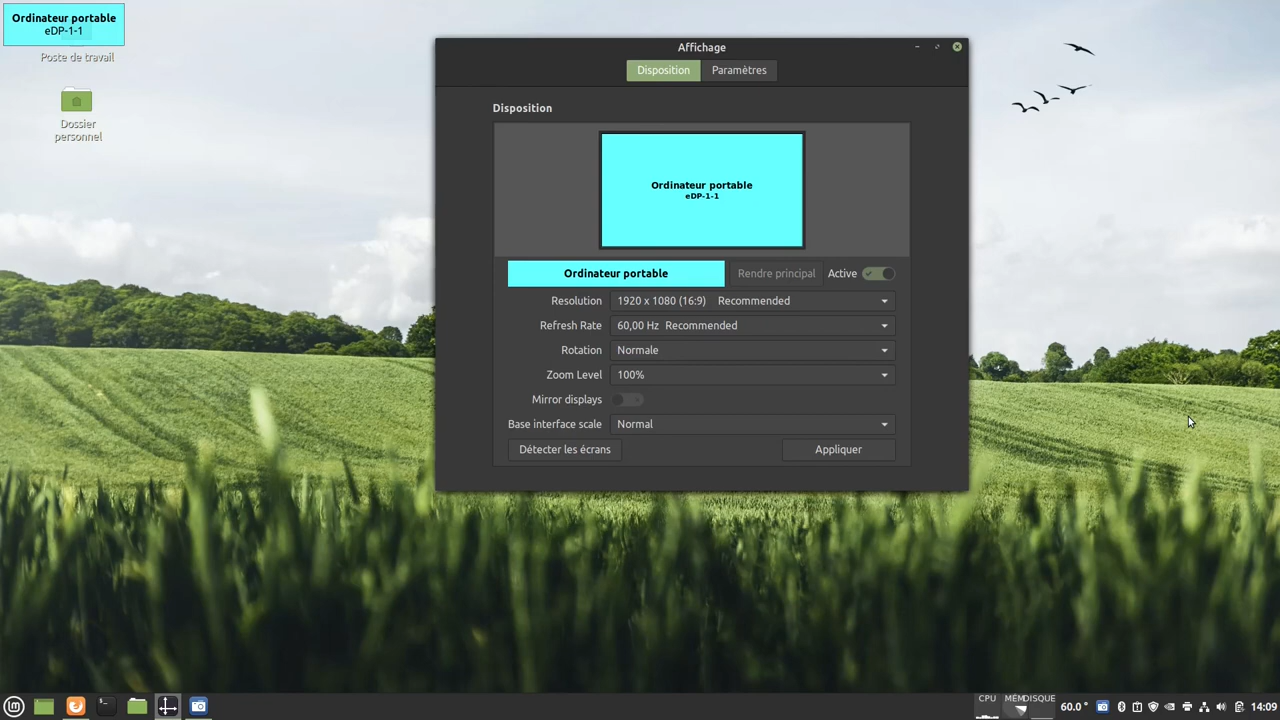 Ordinateur portable
eDP-1-1
Poste de travail
Dossier
personnel
Affichage
Disposition
Paramètres
Disposition
Ordinateur portable
eDP-1-1
Ordinateur portable
Rendre principal
Active
Resolution
1920 x 1080 (16:9) Recommended
Refresh Rate
60,00 Hz Recommended
Rotation
Normale
Zoom Level
100%
Mirror displays
Base interface scale
Normal
Détecter les écrans
Appliquer
CPU
MÉM
DISQUE
60.0°
14:09